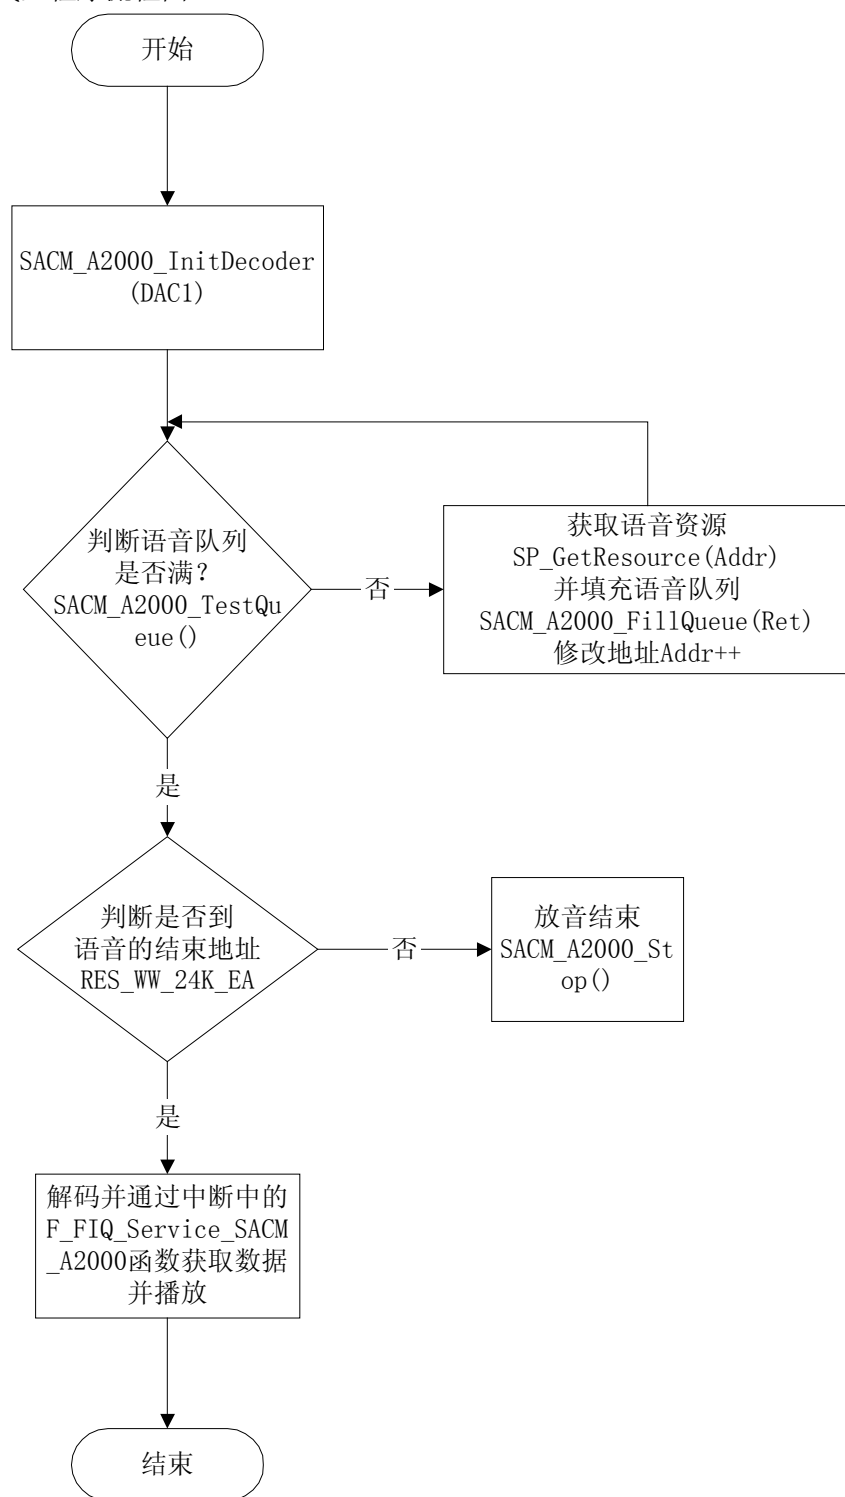 开始
SACM_A2000_InitDecoder
(DAC1)
判断语音队列
是否满?
SACM_A2000_TestQu
eue()
否
获取语音资源
SP_GetResource(Addr)
并填充语音队列
SACM_A2000_FillQueue(Ret)
修改地址Addr++
是
判断是否到
语音的结束地址
RES_WW_24K_EA
否
放音结束
SACM_A2000_St
op()
是
解码并通过中断中的
F_FIQ_Service_SACM
_A2000函数获取数据
并播放
结束